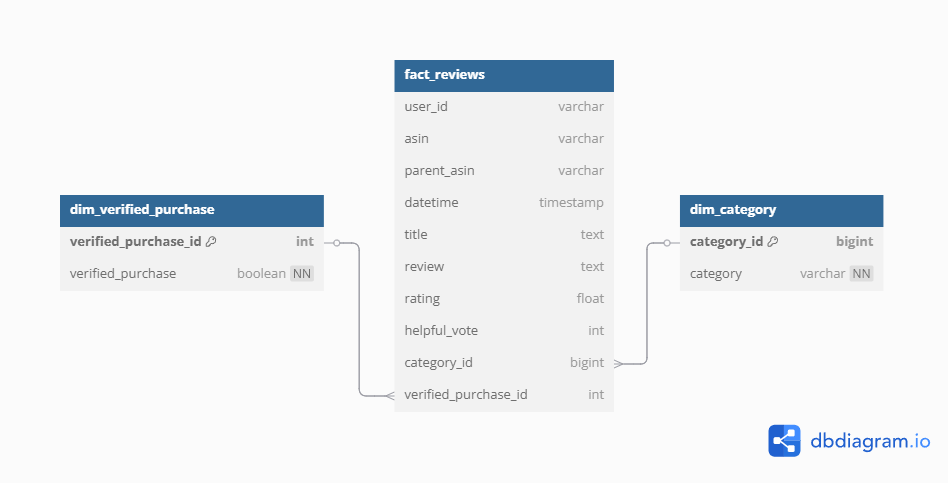 fact_reviews
user_id varchar
asin varchar
parent_asin varchar
datetime timestamp
title text
review text
rating float
helpful_vote int
category_id bigint
verified_purchase_id int
dim_verified_purchase
verified_purchase_id int
verified_purchase boolean NN
dim_category
category_id bigint
category varchar NN
dbdiagram.io